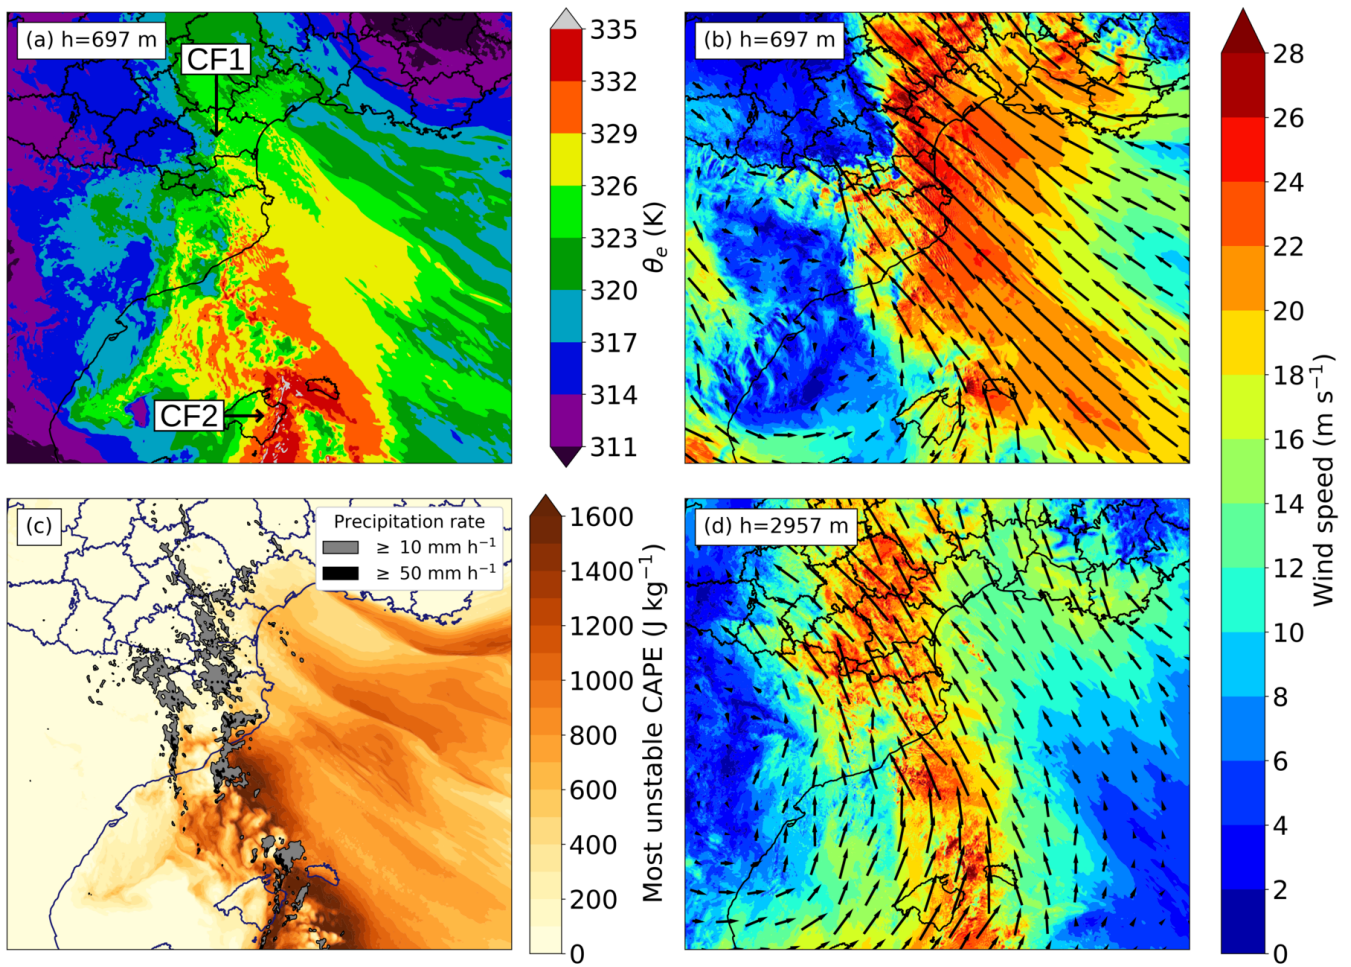 (a) h=697 m
CF1
CF2
335
332
329
326
323
320
317
314
311
θe (K)
(b) h=697 m
28
26
24
22
20
18
16
14
12
10
8
6
4
2
0
Wind speed (m s⁻¹)
(c)
Precipitation rate
≥ 10 mm h⁻¹
≥ 50 mm h⁻¹
1600
1400
1200
1000
800
600
400
200
0
Most unstable CAPE (J kg⁻¹)
(d) h=2957 m